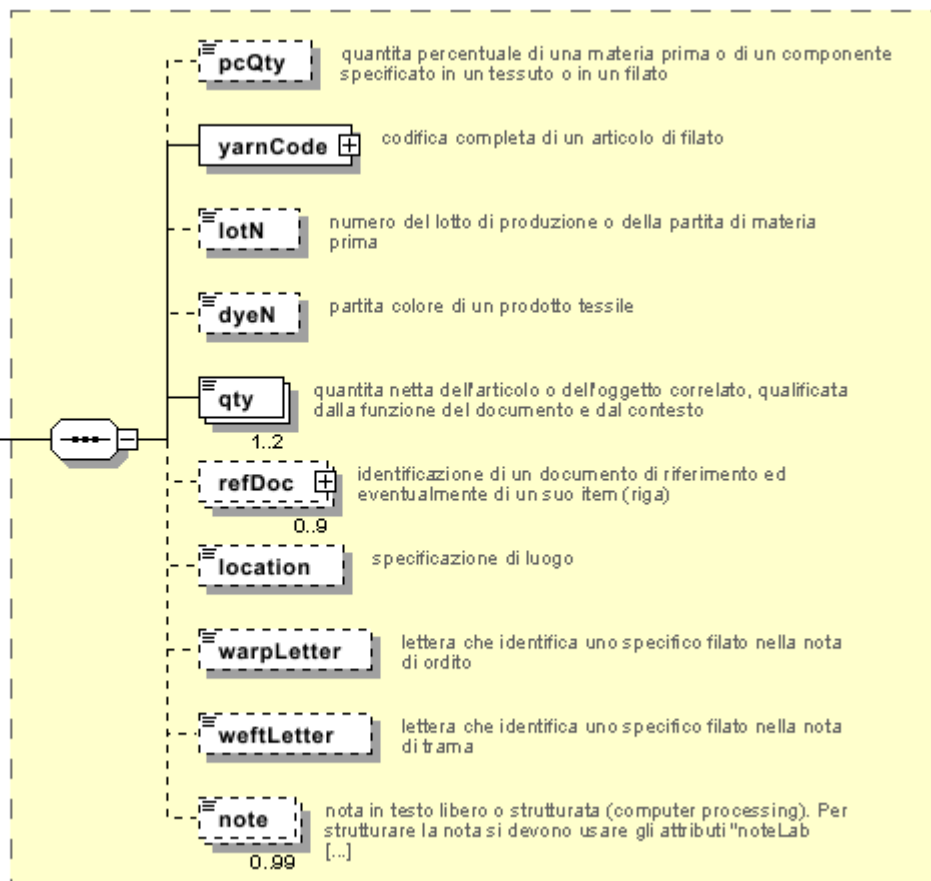 pcQty
quantita percentuale di una materia prima o di un componente
specificato in un tessuto o in un filato
yarnCode
codifica completa di un articolo di filato
lotN
numero del lotto di produzione o della partita di materia
prima
dyeN
partita colore di un prodotto tessile
qty
quantita netta dell'articolo o dell'oggetto correlato, qualificata
dalla funzione del documento e dal contesto
1..2
refDoc
identificazione di un documento di riferimento ed
eventualmente di un suo item (riga)
0..9
location
specificazione di luogo
warpLetter
lettera che identifica uno specifico filato nella nota
di ordito
weftLetter
lettera che identifica uno specifico filato nella nota
di trama
note
nota in testo libero o strutturata (computer processing). Per
strutturare la nota si devono usare gli attributi "noteLab
[...]
0..99